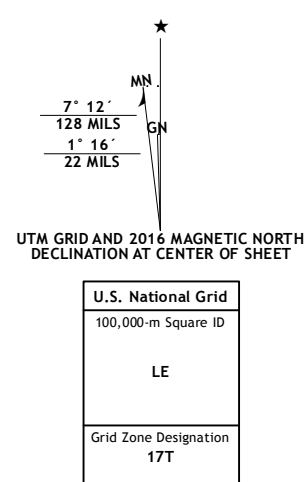 ★
MN
7° 12´
128 MILS
GN
1° 16´
22 MILS
UTM GRID AND 2016 MAGNETIC NORTH
DECLINATION AT CENTER OF SHEET
U.S. National Grid
100,000-m Square ID
LE
Grid Zone Designation
17T